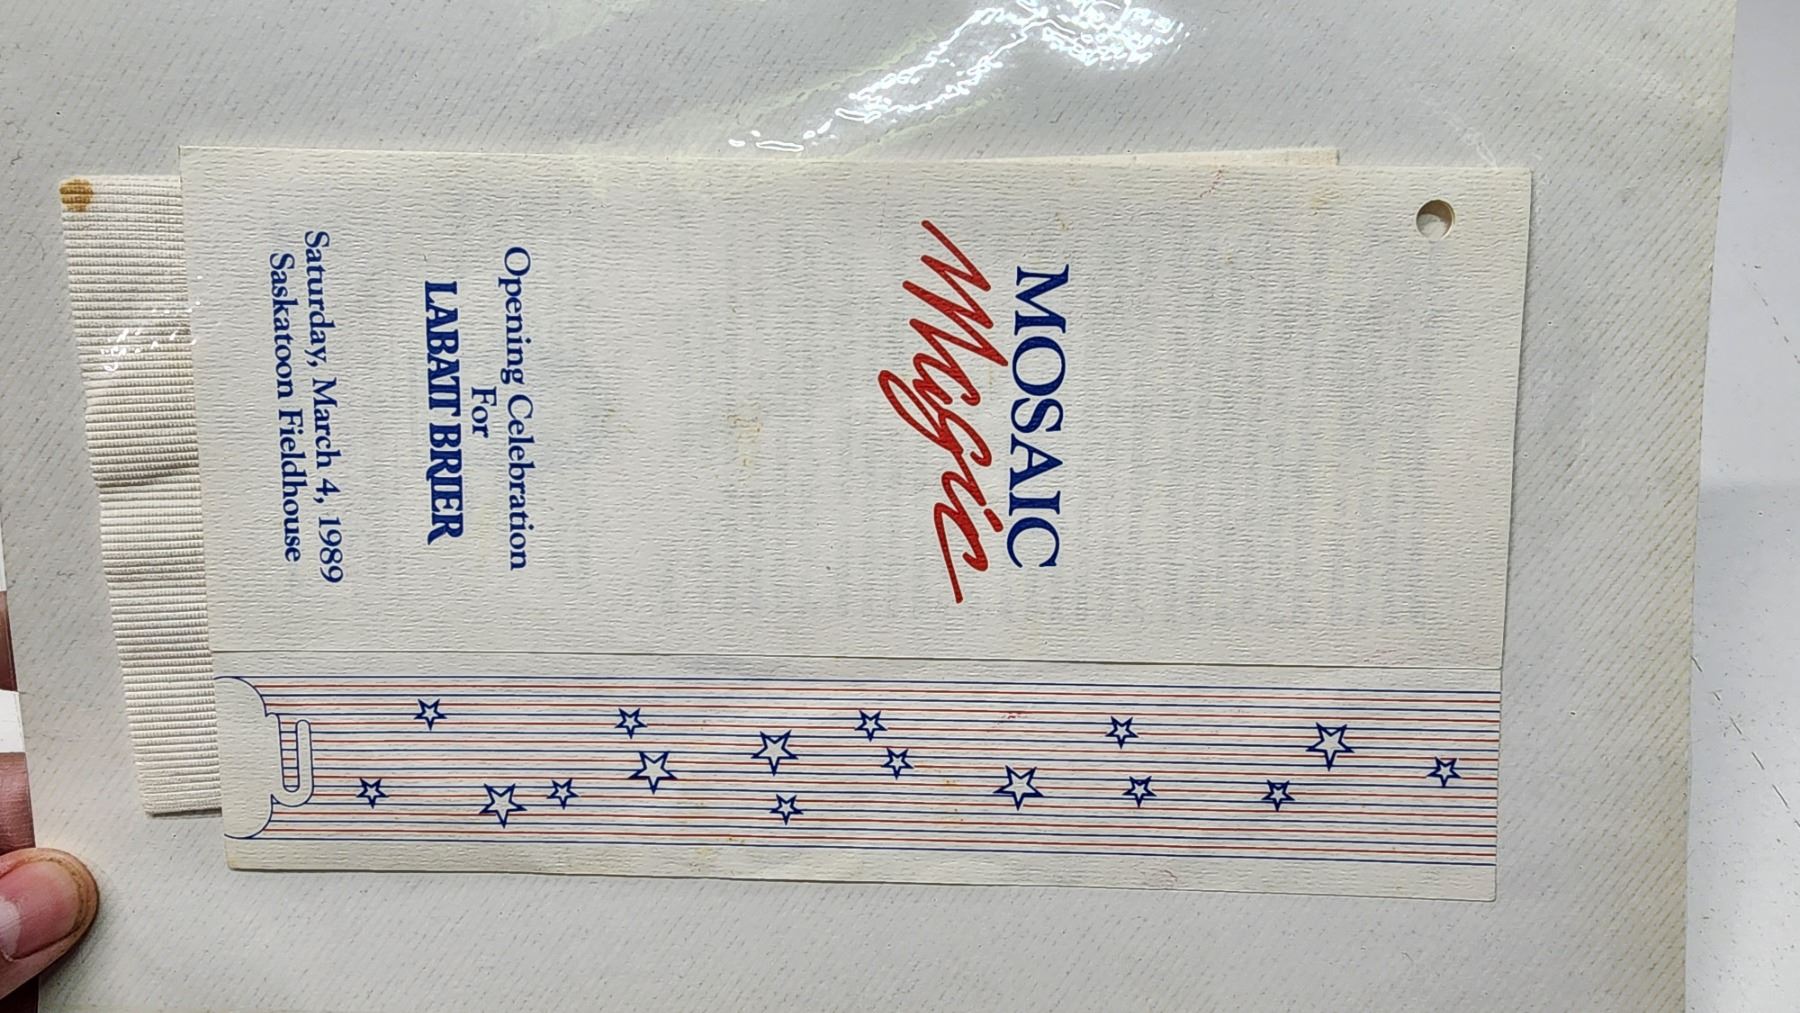 MOSAIC
Magic
Opening Celebration
For
LABATT BRIER
Saturday, March 4, 1989
Saskatoon Fieldhouse